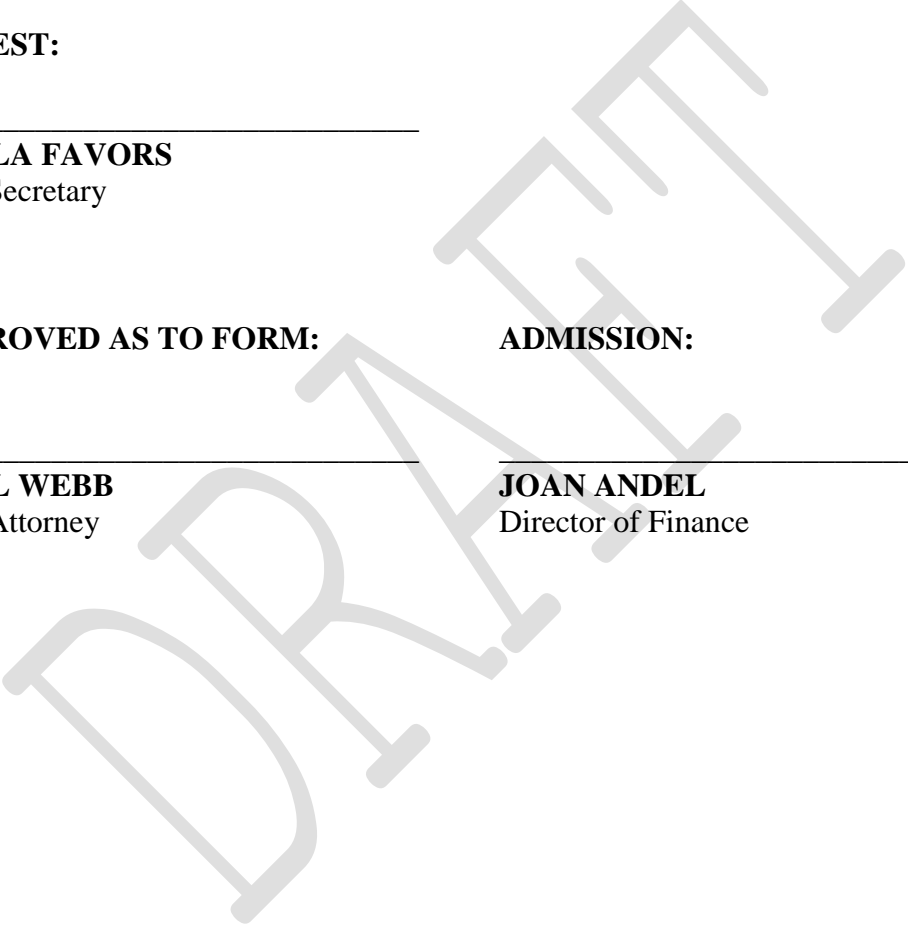 EST:
LA FAVORS
Secretary
ROVED AS TO FORM:
ADMISSION:
L WEBB
Attorney
JOAN ANDEL
Director of Finance
DRAFT